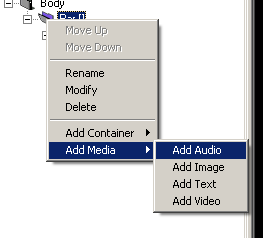 Body
Move Up
Move Down
Rename
Modify
Delete
Add Container
Add Media
Add Audio
Add Image
Add Text
Add Video